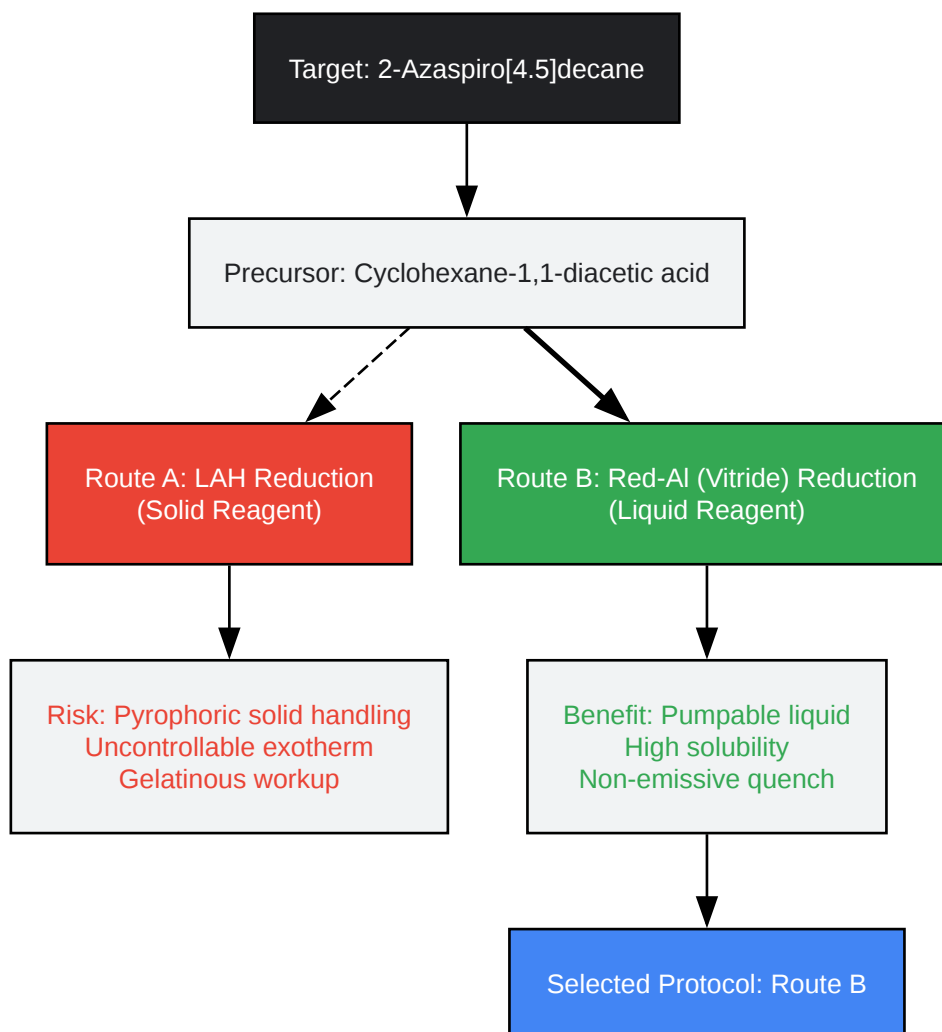 Target: 2-Azaspiro[4.5]decane
Precursor: Cyclohexane-1,1-diacetic acid
Route A: LAH Reduction
(Solid Reagent)
Route B: Red-Al (Vitride) Reduction
(Liquid Reagent)
Risk: Pyrophoric solid handling
Uncontrollable exotherm
Gelatinous workup
Benefit: Pumpable liquid
High solubility
Non-emissive quench
Selected Protocol: Route B